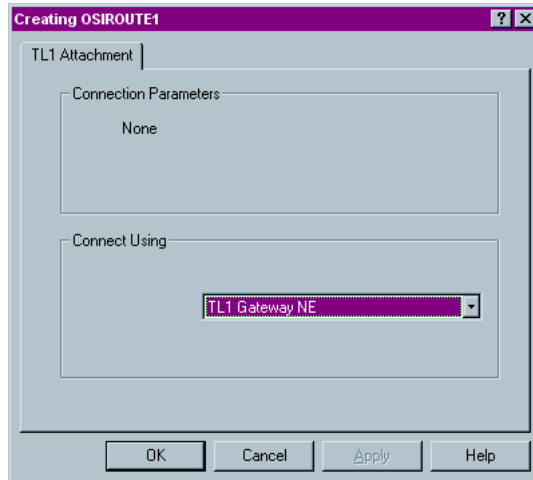 Creating OSIROUTE1
TL1 Attachment
Connection Parameters
None
Connect Using
TL1 Gateway NE
OK Cancel Apply Help